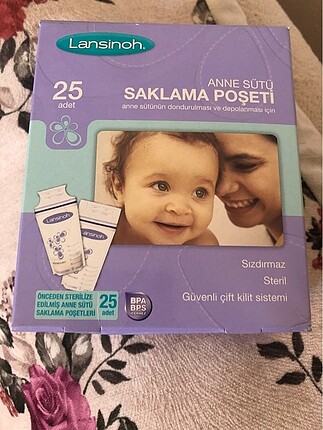 Lansinoh®
25
adet
ANNE SÜTÜ
SAKLAMA POŞETİ
anne sütünün dondurulması ve depolanması için
Lansinoh
Sızdırmaz
Steril
Güvenli çift kilit sistemi
ÖNCEDEN STERİLİZE
EDİLMİŞ ANNE SÜTÜ
SAKLAMA POŞETLERİ
25
adet
BPA
BPS